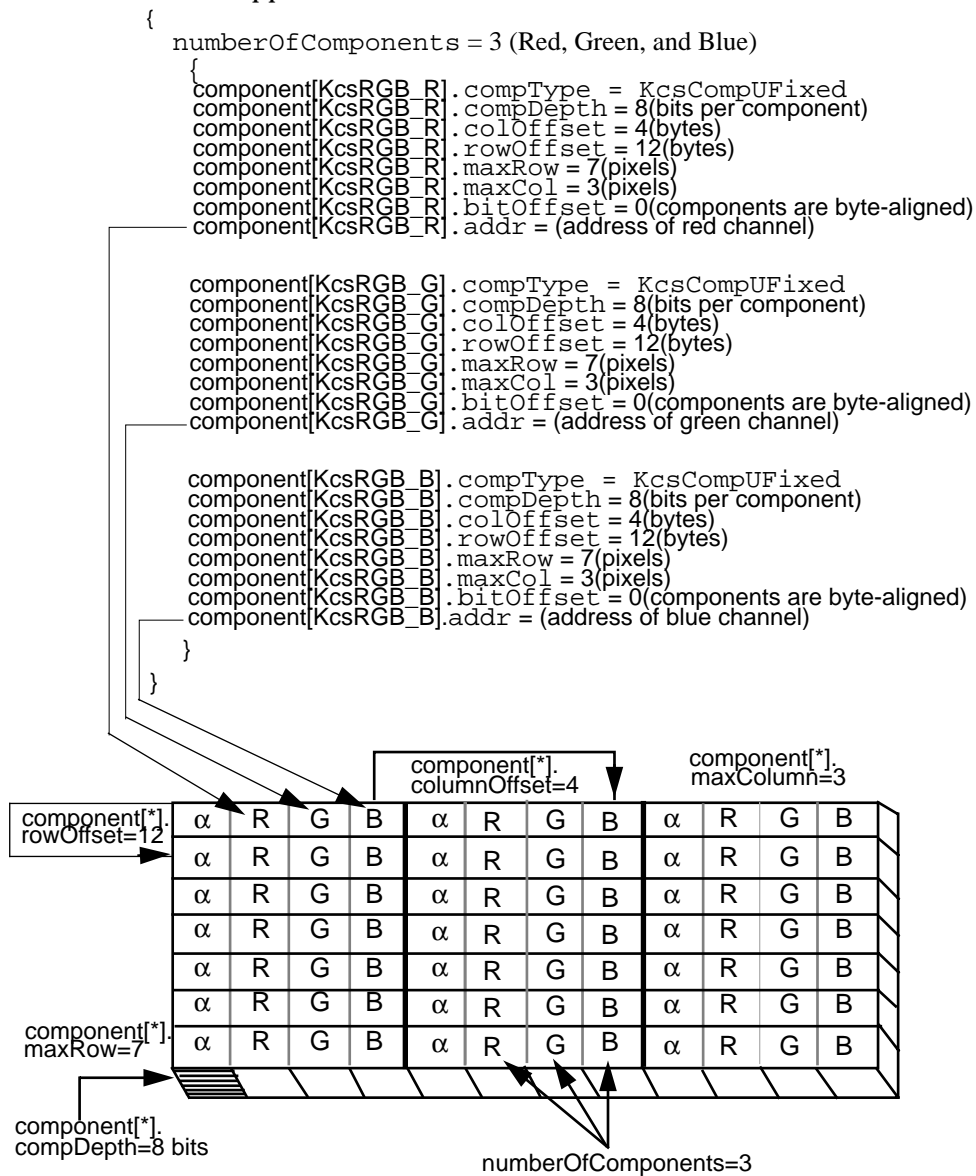 {
numberOfComponents = 3 (Red, Green, and Blue)
{
component[KcsRGB_R].compType = KcsCompUFixed
component[KcsRGB_R].compDepth = 8(bits per component)
component[KcsRGB_R].colOffset = 4(bytes)
component[KcsRGB_R].rowOffset = 12(bytes)
component[KcsRGB_R].maxRow = 7(pixels)
component[KcsRGB_R].maxCol = 3(pixels)
component[KcsRGB_R].bitOffset = 0(components are byte-aligned)
component[KcsRGB_R].addr = (address of red channel)
component[KcsRGB_G].compType = KcsCompUFixed
component[KcsRGB_G].compDepth = 8(bits per component)
component[KcsRGB_G].colOffset = 4(bytes)
component[KcsRGB_G].rowOffset = 12(bytes)
component[KcsRGB_G].maxRow = 7(pixels)
component[KcsRGB_G].maxCol = 3(pixels)
component[KcsRGB_G].bitOffset = 0(components are byte-aligned)
component[KcsRGB_G].addr = (address of green channel)
component[KcsRGB_B].compType = KcsCompUFixed
component[KcsRGB_B].compDepth = 8(bits per component)
component[KcsRGB_B].colOffset = 4(bytes)
component[KcsRGB_B].rowOffset = 12(bytes)
component[KcsRGB_B].maxRow = 7(pixels)
component[KcsRGB_B].maxCol = 3(pixels)
component[KcsRGB_B].bitOffset = 0(components are byte-aligned)
component[KcsRGB_B].addr = (address of blue channel)
}
}
component[*].
columnOffset=4
component[*].
maxColumn=3
component[*].
rowOffset=12
α R G B α R G B α R G B
α R G B α R G B α R G B
α R G B α R G B α R G B
α R G B α R G B α R G B
α R G B α R G B α R G B
α R G B α R G B α R G B
α R G B α R G B α R G B
component[*].
maxRow=7
component[*].
compDepth=8 bits
numberOfComponents=3